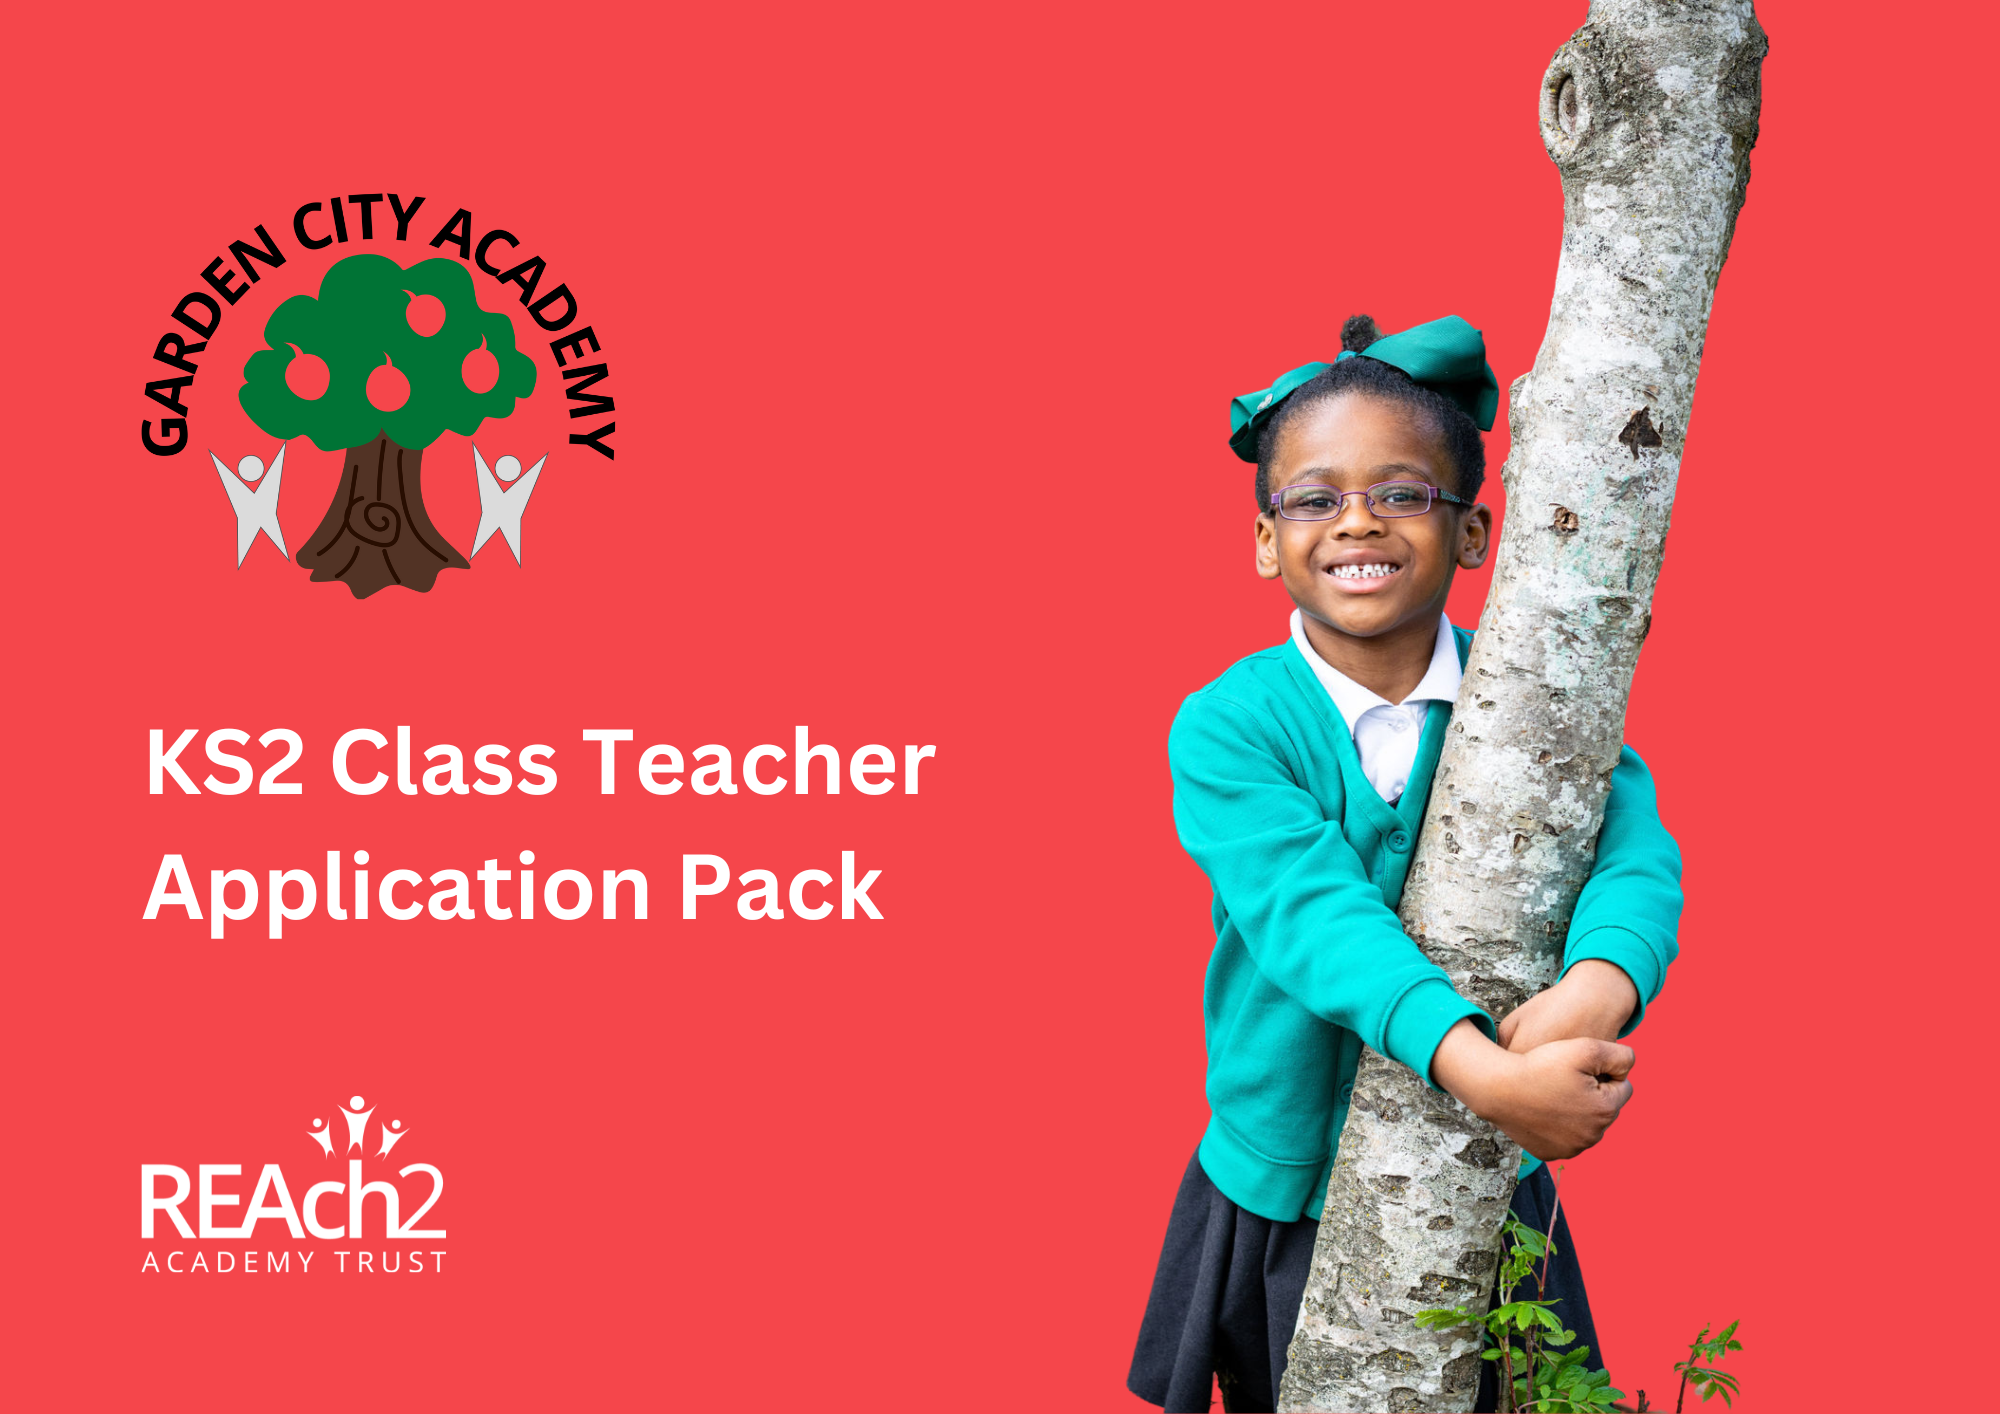 GARDEN CITY ACADEMY
KS2 Class Teacher
Application Pack
REAch2
ACADEMY TRUST